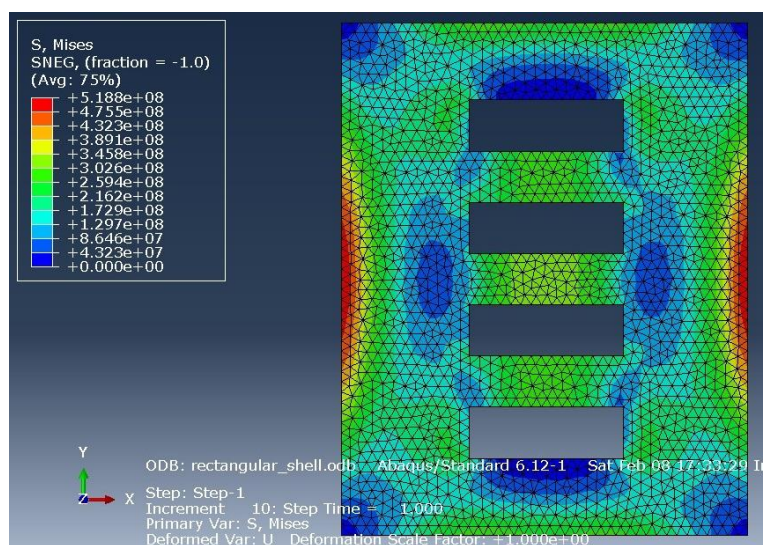 S, Mises
SNEG, (fraction = -1.0)
(Avg: 75%)
+5.188e+08
+4.755e+08
+4.323e+08
+3.891e+08
+3.458e+08
+3.026e+08
+2.594e+08
+2.162e+08
+1.729e+08
+1.297e+08
+8.646e+07
+4.323e+07
+0.000e+00
Y
Z X
ODB: rectangular_shell.odb Abaqus/Standard 6.12-1 Sat Feb 08 17:33:29 In
Step: Step-1
Increment 10: Step Time = 1.000
Primary Var: S, Mises
Deformed Var: U Deformation Scale Factor: +1.000e+00